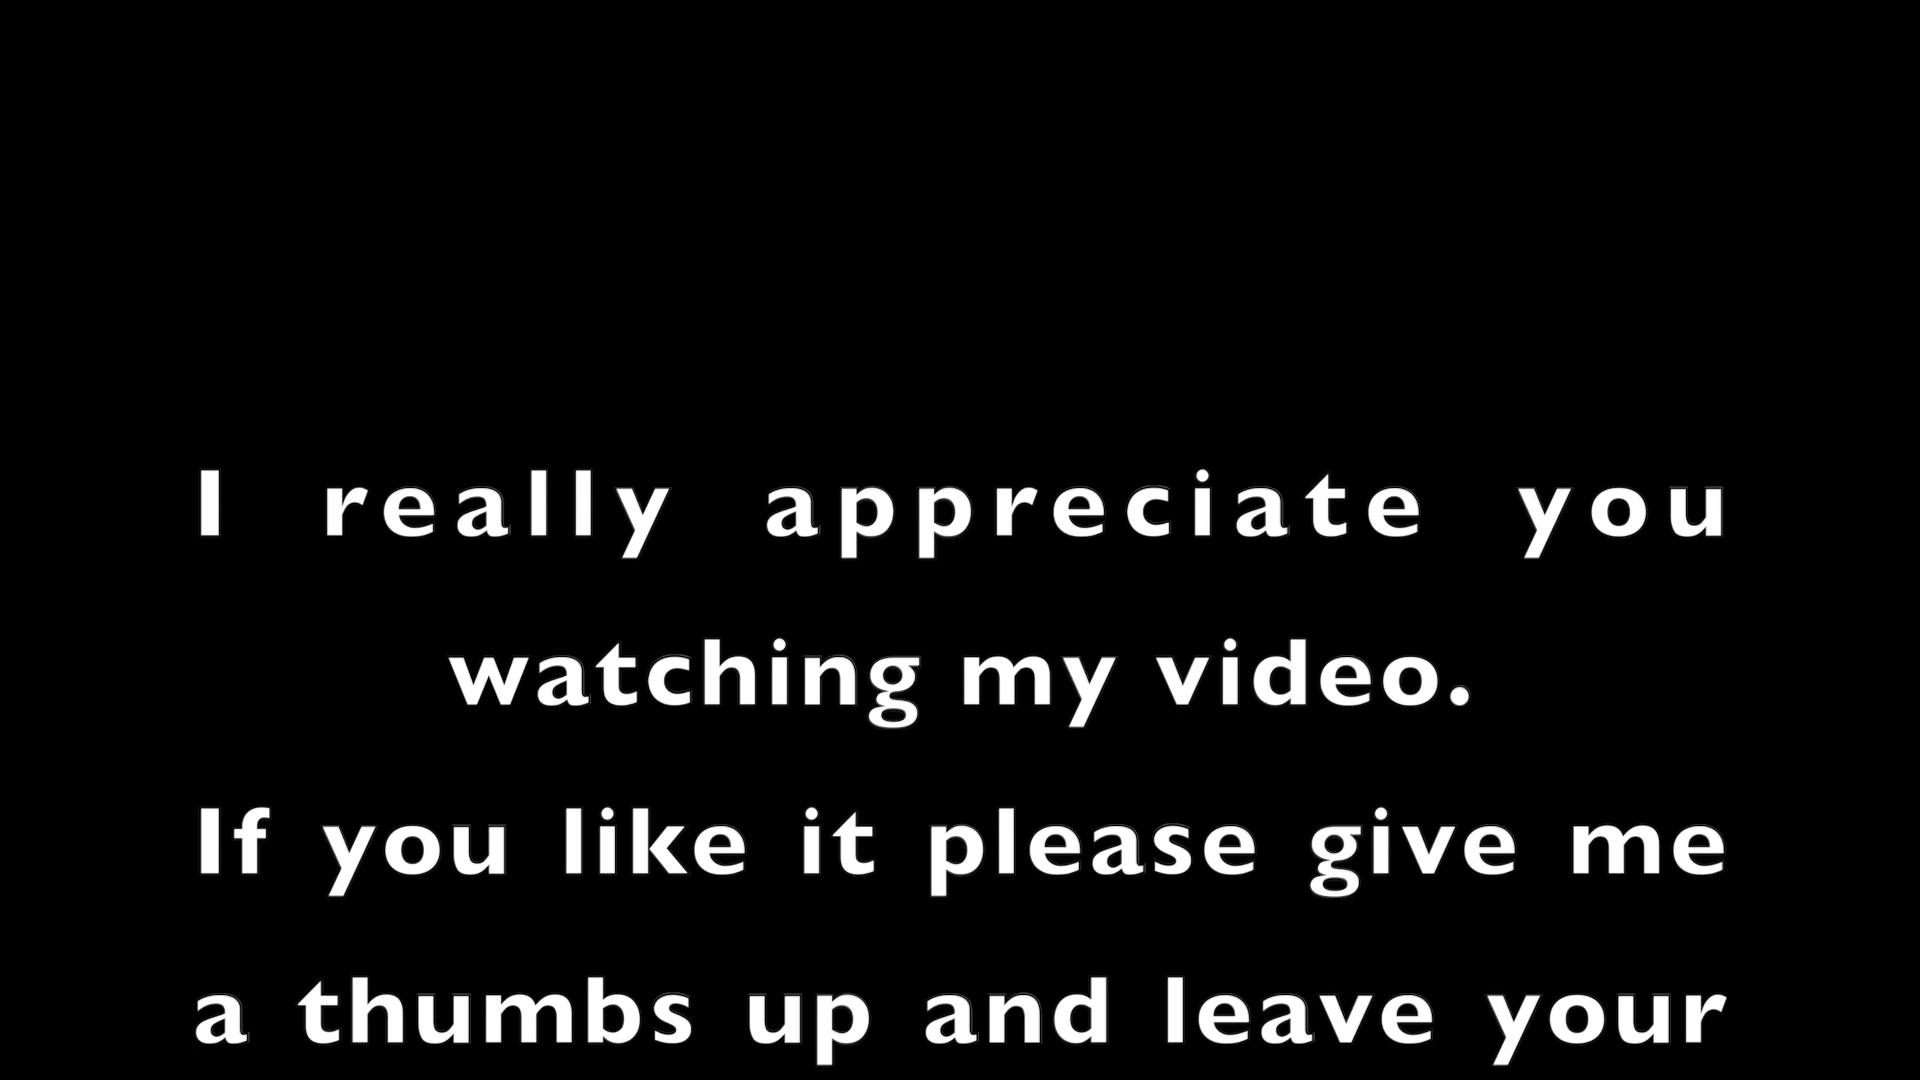 I really appreciate you
watching my video.
If you like it please give me
a thumbs up and leave your